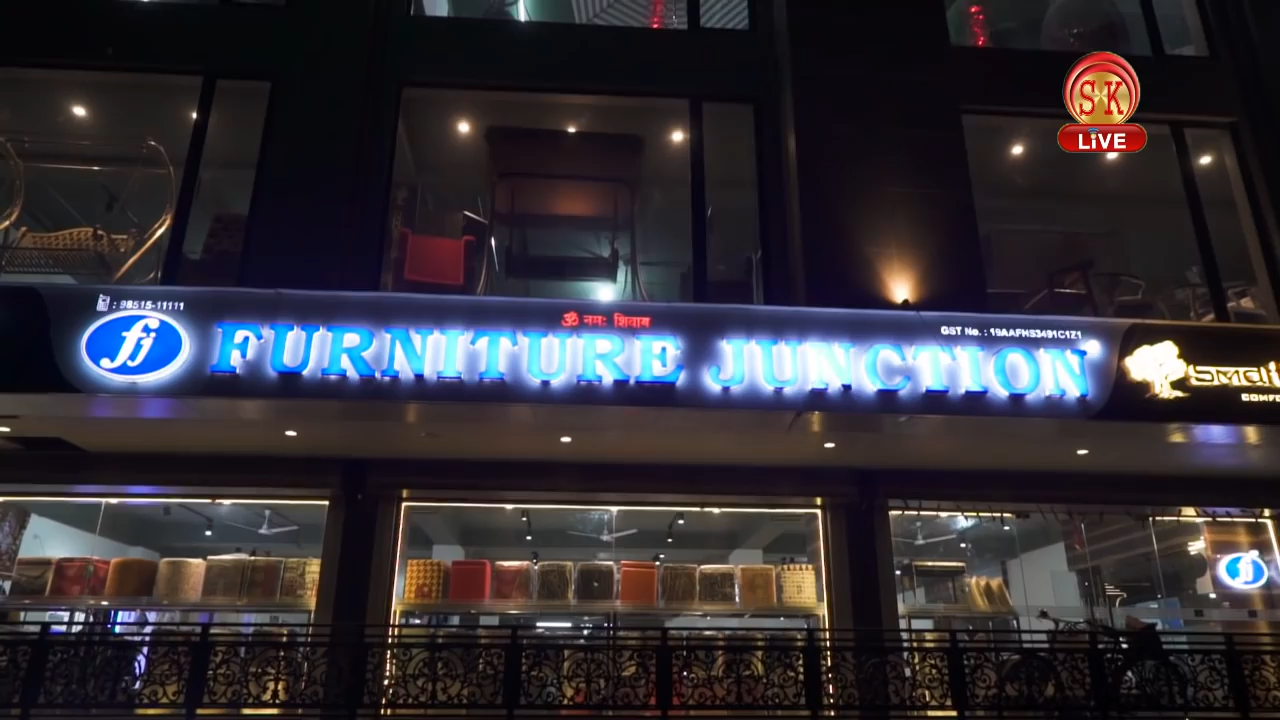 SK
LiVE
: 98515-11111
ॐ नमः शिवाय
GST No. : 19AAFHS3491C1Z1
fj FURNITURE JUNCTION
fj